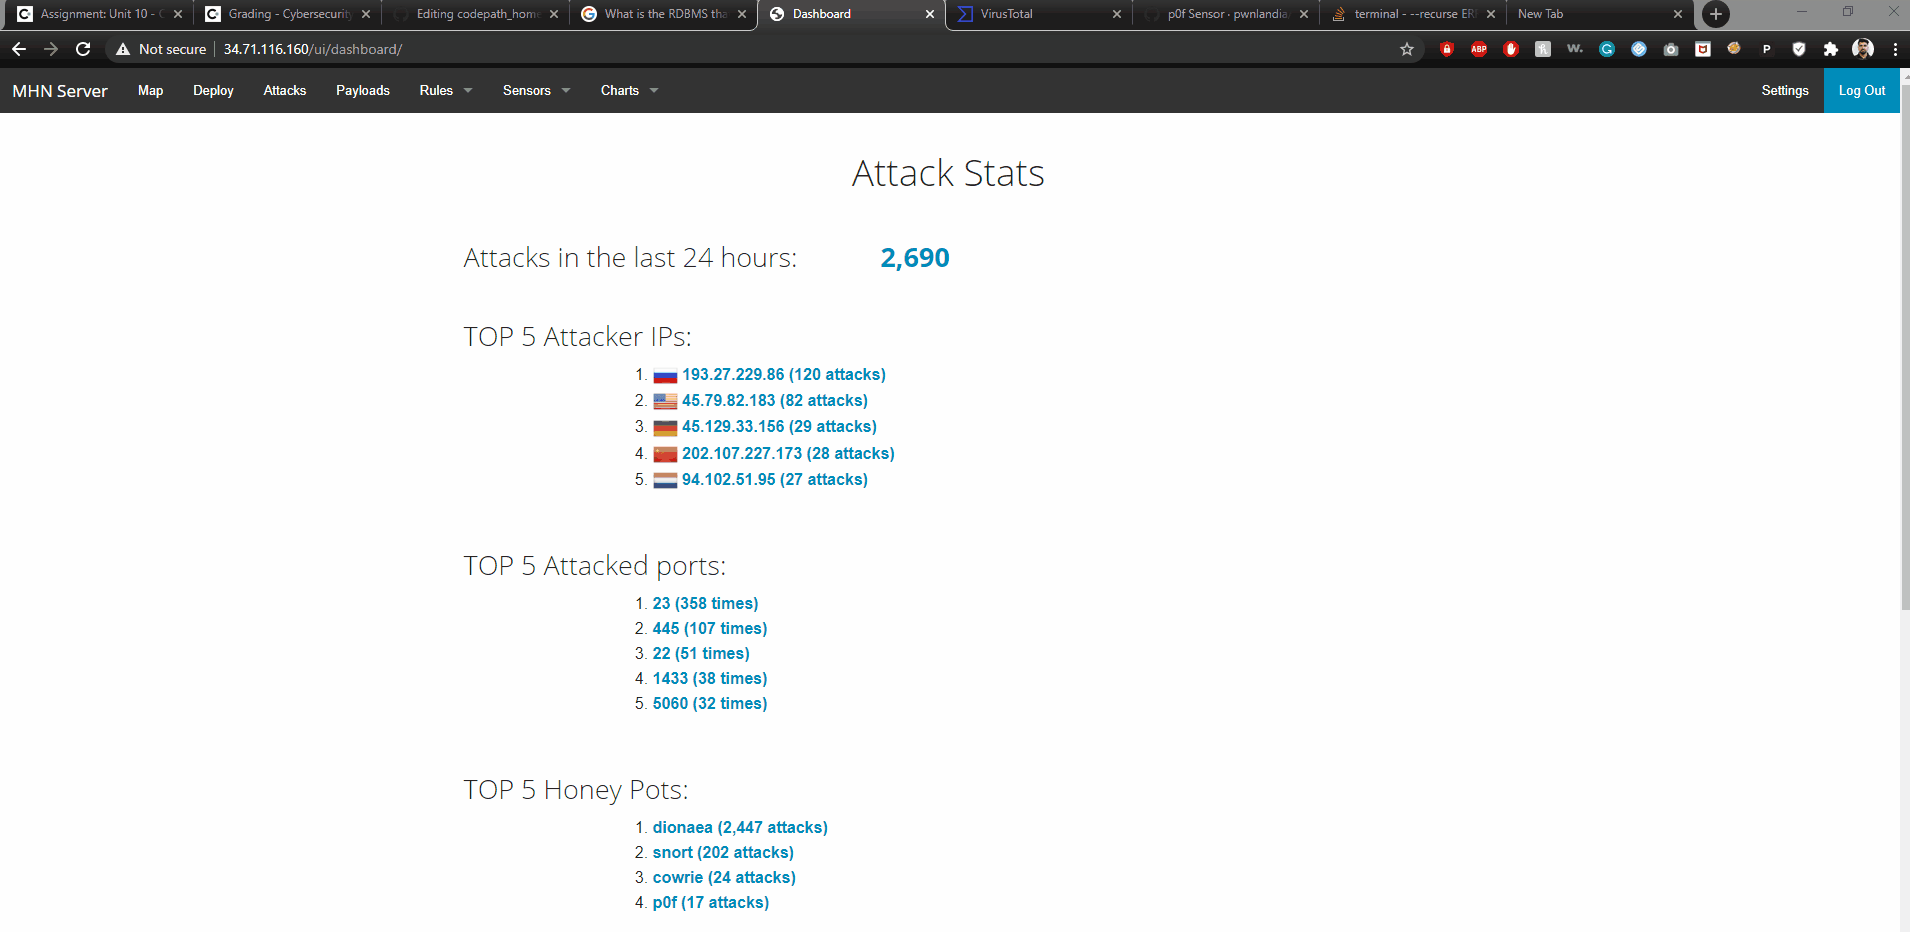 Assignment: Unit 10 - C
Grading - Cybersecurity
Editing codepath_home
What is the RDBMS tha
Dashboard
VirusTotal
p0f Sensor · pwnlandia
terminal - --recurse ER
New Tab
Not secure
34.71.116.160/ui/dashboard/
ABP
W.
P
MHN Server
Map
Deploy
Attacks
Payloads
Rules
Sensors
Charts
Settings
Log Out
Attack Stats
Attacks in the last 24 hours: 2,690
TOP 5 Attacker IPs:
1. 193.27.229.86 (120 attacks)
2. 45.79.82.183 (82 attacks)
3. 45.129.33.156 (29 attacks)
4. 202.107.227.173 (28 attacks)
5. 94.102.51.95 (27 attacks)
TOP 5 Attacked ports:
1. 23 (358 times)
2. 445 (107 times)
3. 22 (51 times)
4. 1433 (38 times)
5. 5060 (32 times)
TOP 5 Honey Pots:
1. dionaea (2,447 attacks)
2. snort (202 attacks)
3. cowrie (24 attacks)
4. p0f (17 attacks)